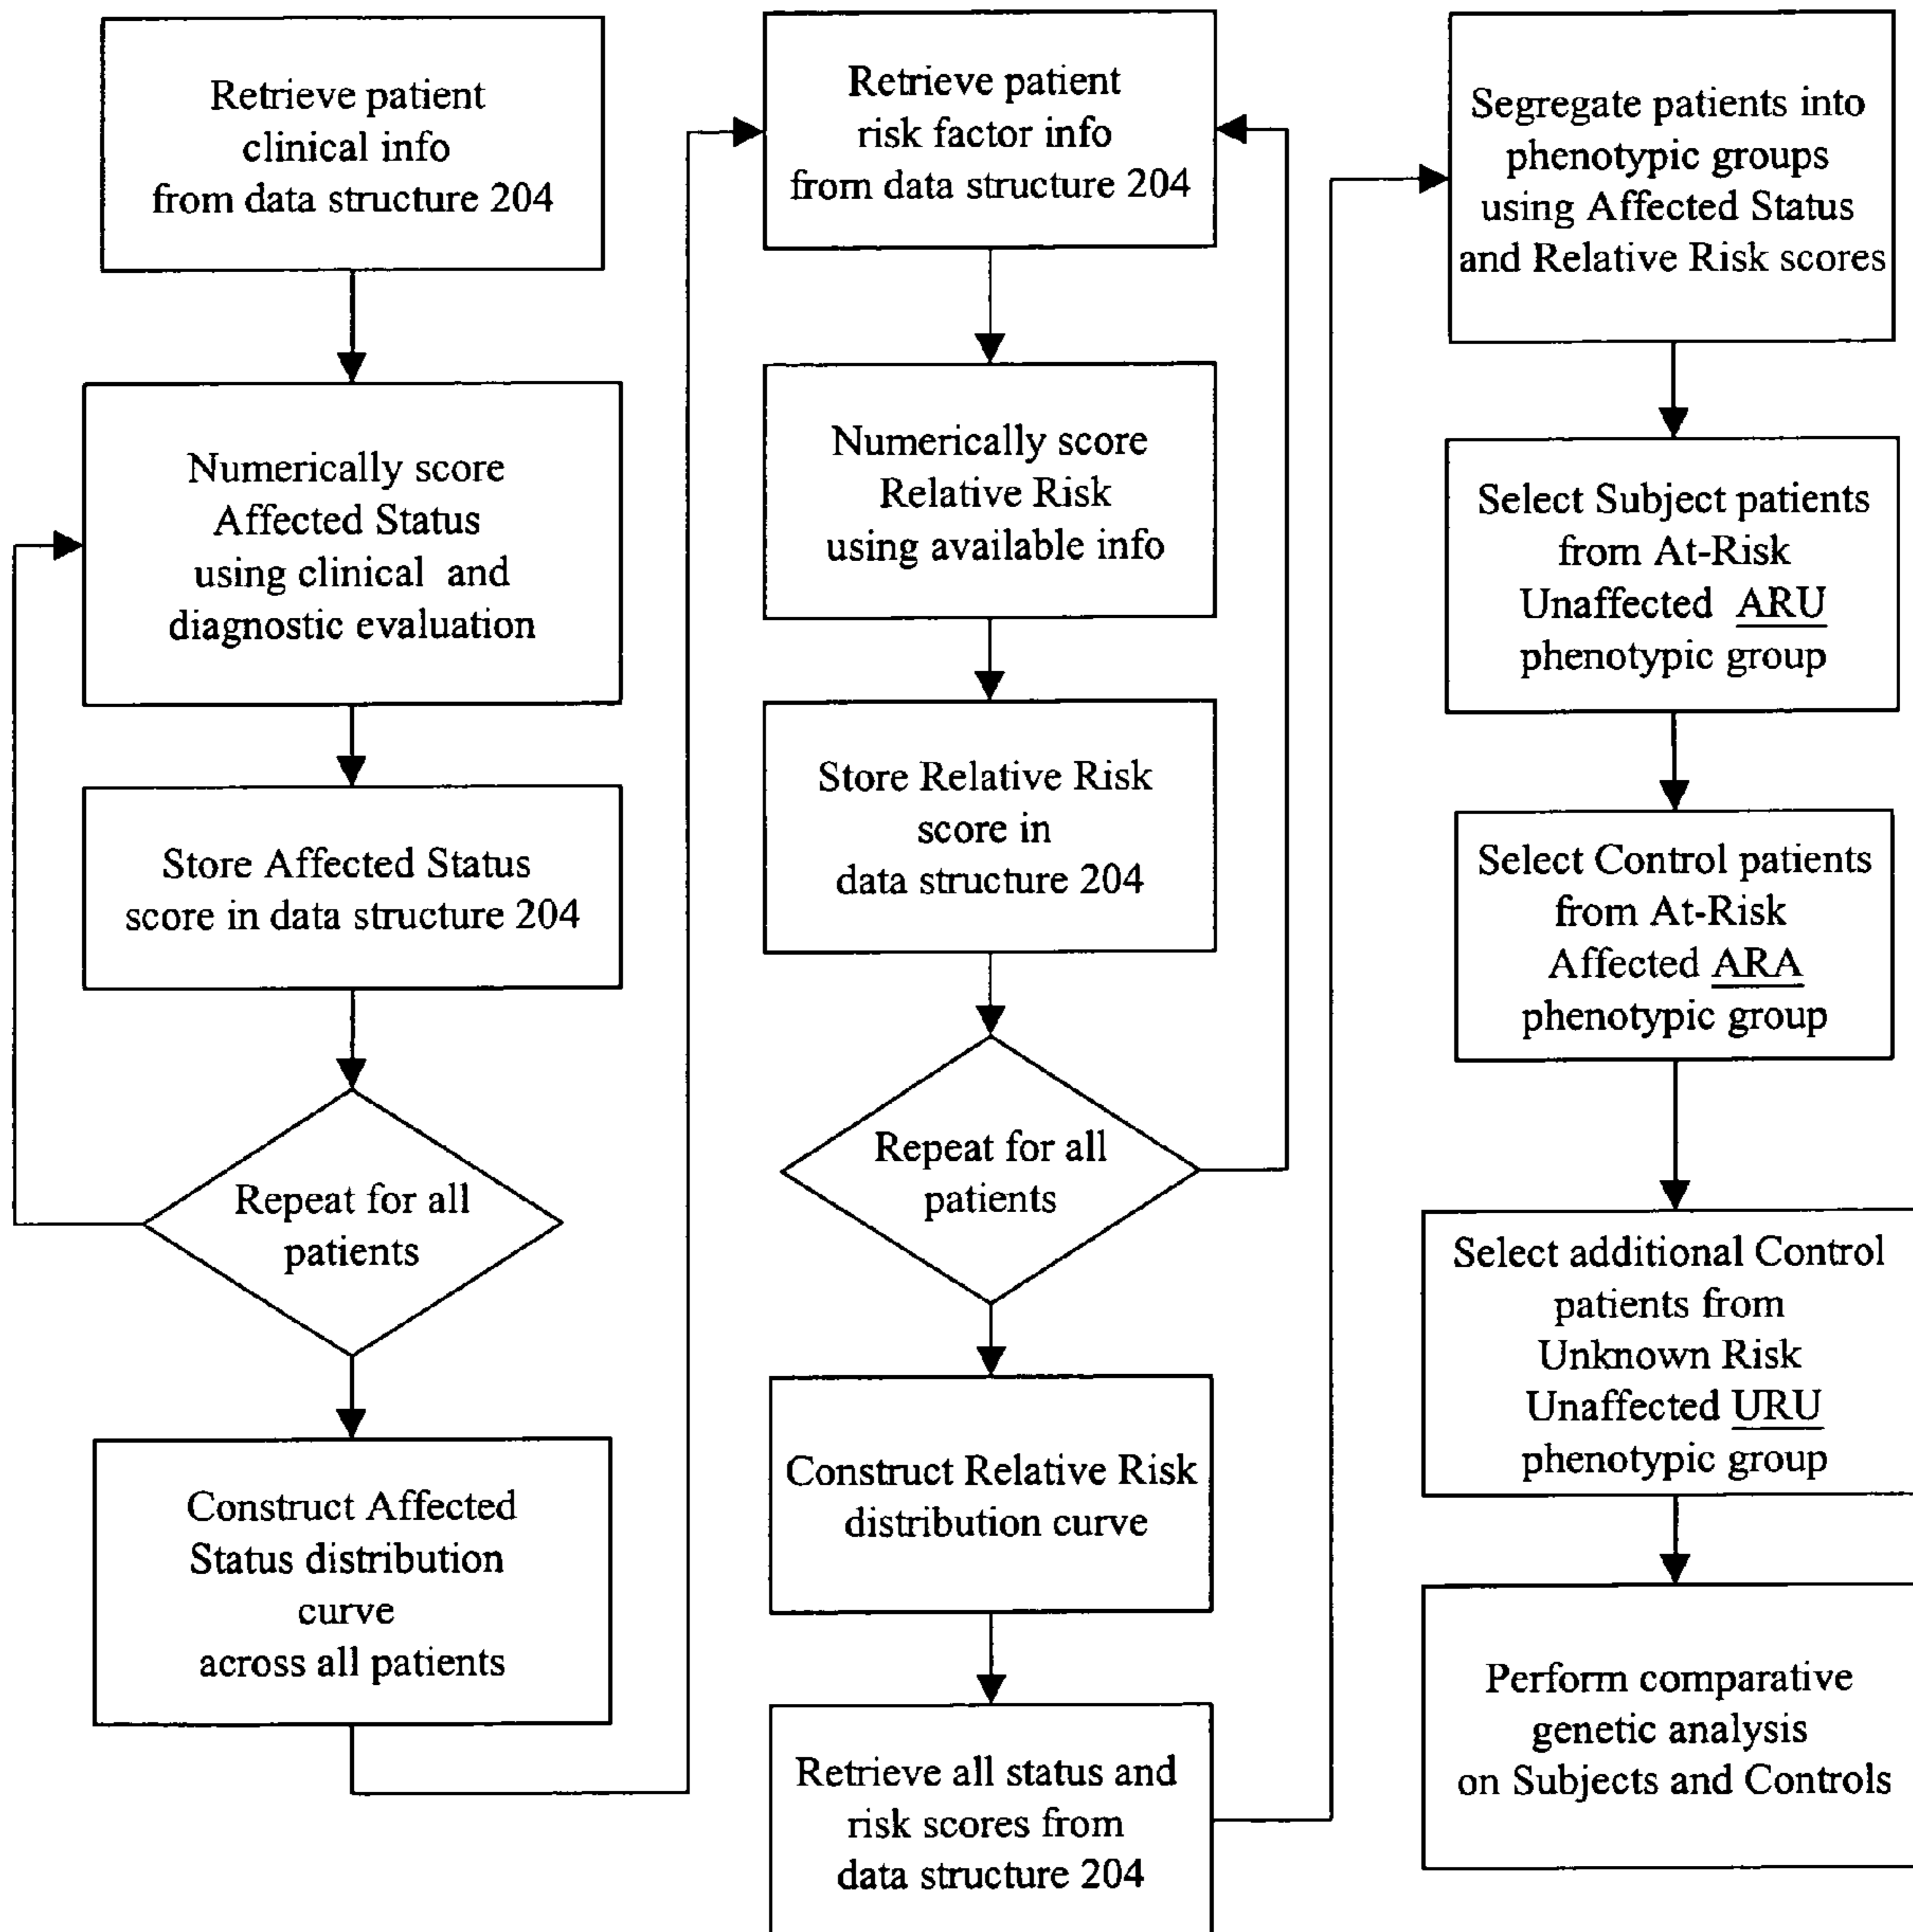 Retrieve patient
clinical info
from data structure 204
Numerically score
Affected Status
using clinical and
diagnostic evaluation
Store Affected Status
score in data structure 204
Repeat for all
patients
Construct Affected
Status distribution
curve
across all patients
Retrieve patient
risk factor info
from data structure 204
Numerically score
Relative Risk
using available info
Store Relative Risk
score in
data structure 204
Repeat for all
patients
Construct Relative Risk
distribution curve
Retrieve all status and
risk scores from
data structure 204
Segregate patients into
phenotypic groups
using Affected Status
and Relative Risk scores
Select Subject patients
from At-Risk
Unaffected ARU
phenotypic group
Select Control patients
from At-Risk
Affected ARA
phenotypic group
Select additional Control
patients from
Unknown Risk
Unaffected URU
phenotypic group
Perform comparative
genetic analysis
on Subjects and Controls